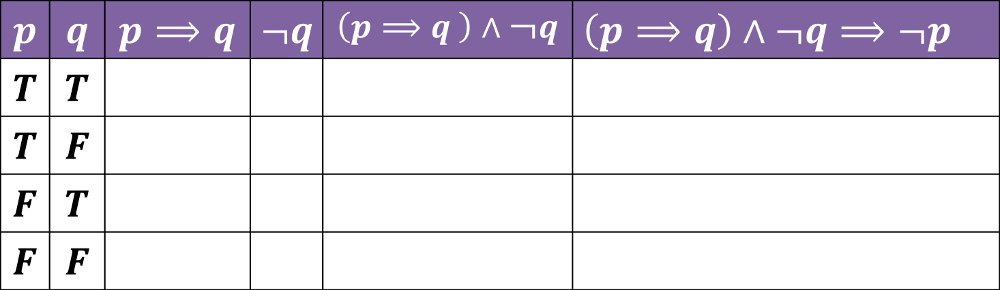 p q p ⟹ q ¬q (p ⟹ q ) ∧ ¬q (p ⟹ q) ∧ ¬q ⟹ ¬p
T T
T F
F T
F F